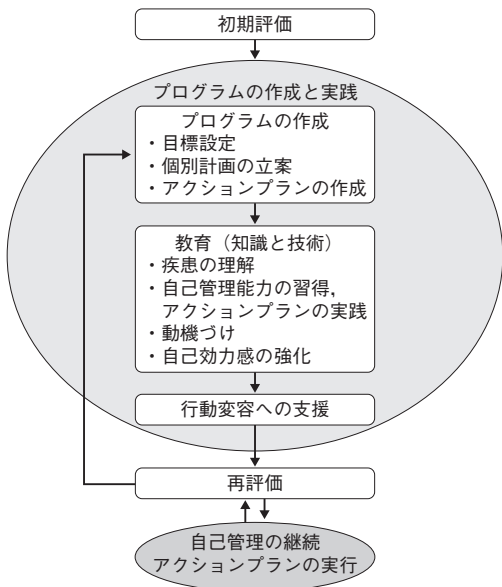 初期評価
プログラムの作成と実践
プログラムの作成
・目標設定
・個別計画の立案
・アクションプランの作成
教育（知識と技術）
・疾患の理解
・自己管理能力の習得，
アクションプランの実践
・動機づけ
・自己効力感の強化
行動変容への支援
再評価
自己管理の継続
アクションプランの実行